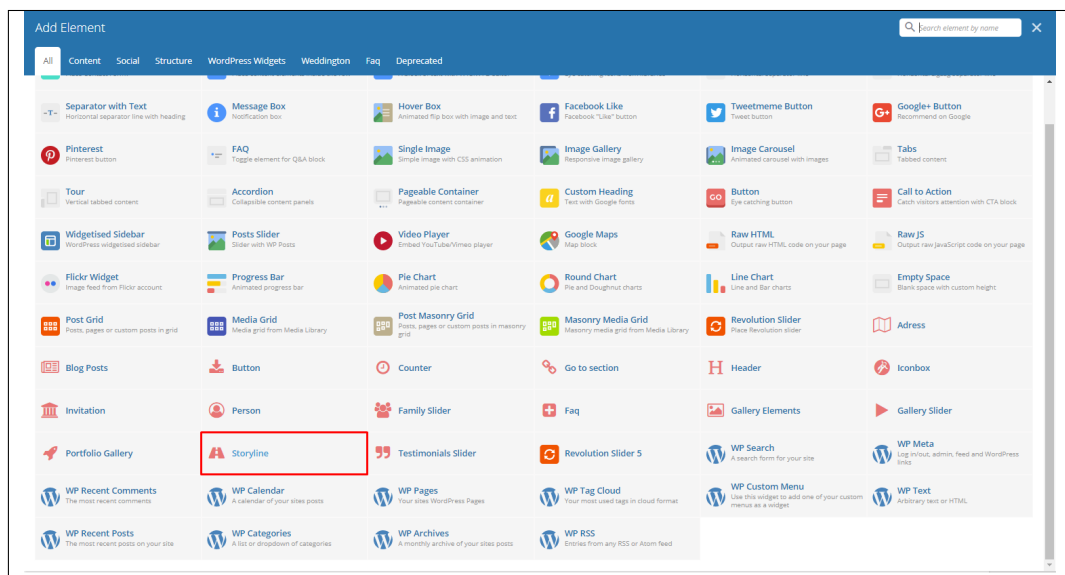 Add Element
Search element by name
All Content Social Structure WordPress Widgets Weddington Faq Deprecated
Separator with Text
Horizontal separator line with heading
Message Box
Notification box
Hover Box
Animated flip box with image and text
Facebook Like
Facebook "Like" button
Tweetmeme Button
Tweet button
Google+ Button
Recommend on Google
Pinterest
Pinterest button
FAQ
Toggle element for Q&A block
Single Image
Simple image with CSS animation
Image Gallery
Responsive image gallery
Image Carousel
Animated carousel with images
Tabs
Tabbed content
Tour
Vertical tabbed content
Accordion
Collapsible content panels
Pageable Container
Pageable content container
Custom Heading
Text with Google fonts
GO
Button
Eye catching button
Call to Action
Catch visitors attention with CTA block
Widgetised Sidebar
WordPress widgetised sidebar
Posts Slider
Slider with WP Posts
Video Player
Embed YouTube/Vimeo player
Google Maps
Map block
Raw HTML
Output raw HTML code on your page
Raw JS
Output raw JavaScript code on your page
Flickr Widget
Image feed from Flickr account
Progress Bar
Animated progress bar
Pie Chart
Animated pie chart
Round Chart
Pie and Doughnut charts
Line Chart
Line and Bar charts
Empty Space
Blank space with custom height
Post Grid
Posts, pages or custom posts in grid
Media Grid
Media grid from Media Library
Post Masonry Grid
Posts, pages or custom posts in masonry
grid
Masonry Media Grid
Masonry media grid from Media Library
Revolution Slider
Place Revolution slider
Adress
Blog Posts
Button
Counter
Go to section
Header
Iconbox
Invitation
Person
Family Slider
Faq
Gallery Elements
Gallery Slider
Portfolio Gallery
Storyline
Testimonials Slider
Revolution Slider 5
WP Search
A search form for your site
WP Meta
Log in/out, admin, feed and WordPress
links
WP Recent Comments
The most recent comments
WP Calendar
A calendar of your sites posts
WP Pages
Your sites WordPress Pages
WP Tag Cloud
Your most used tags in cloud format
WP Custom Menu
Use this widget to add one of your custom
menus as a widget
WP Text
Arbitrary text or HTML
WP Recent Posts
The most recent posts on your site
WP Categories
A list or dropdown of categories
WP Archives
A monthly archive of your sites posts
WP RSS
Entries from any RSS or Atom feed